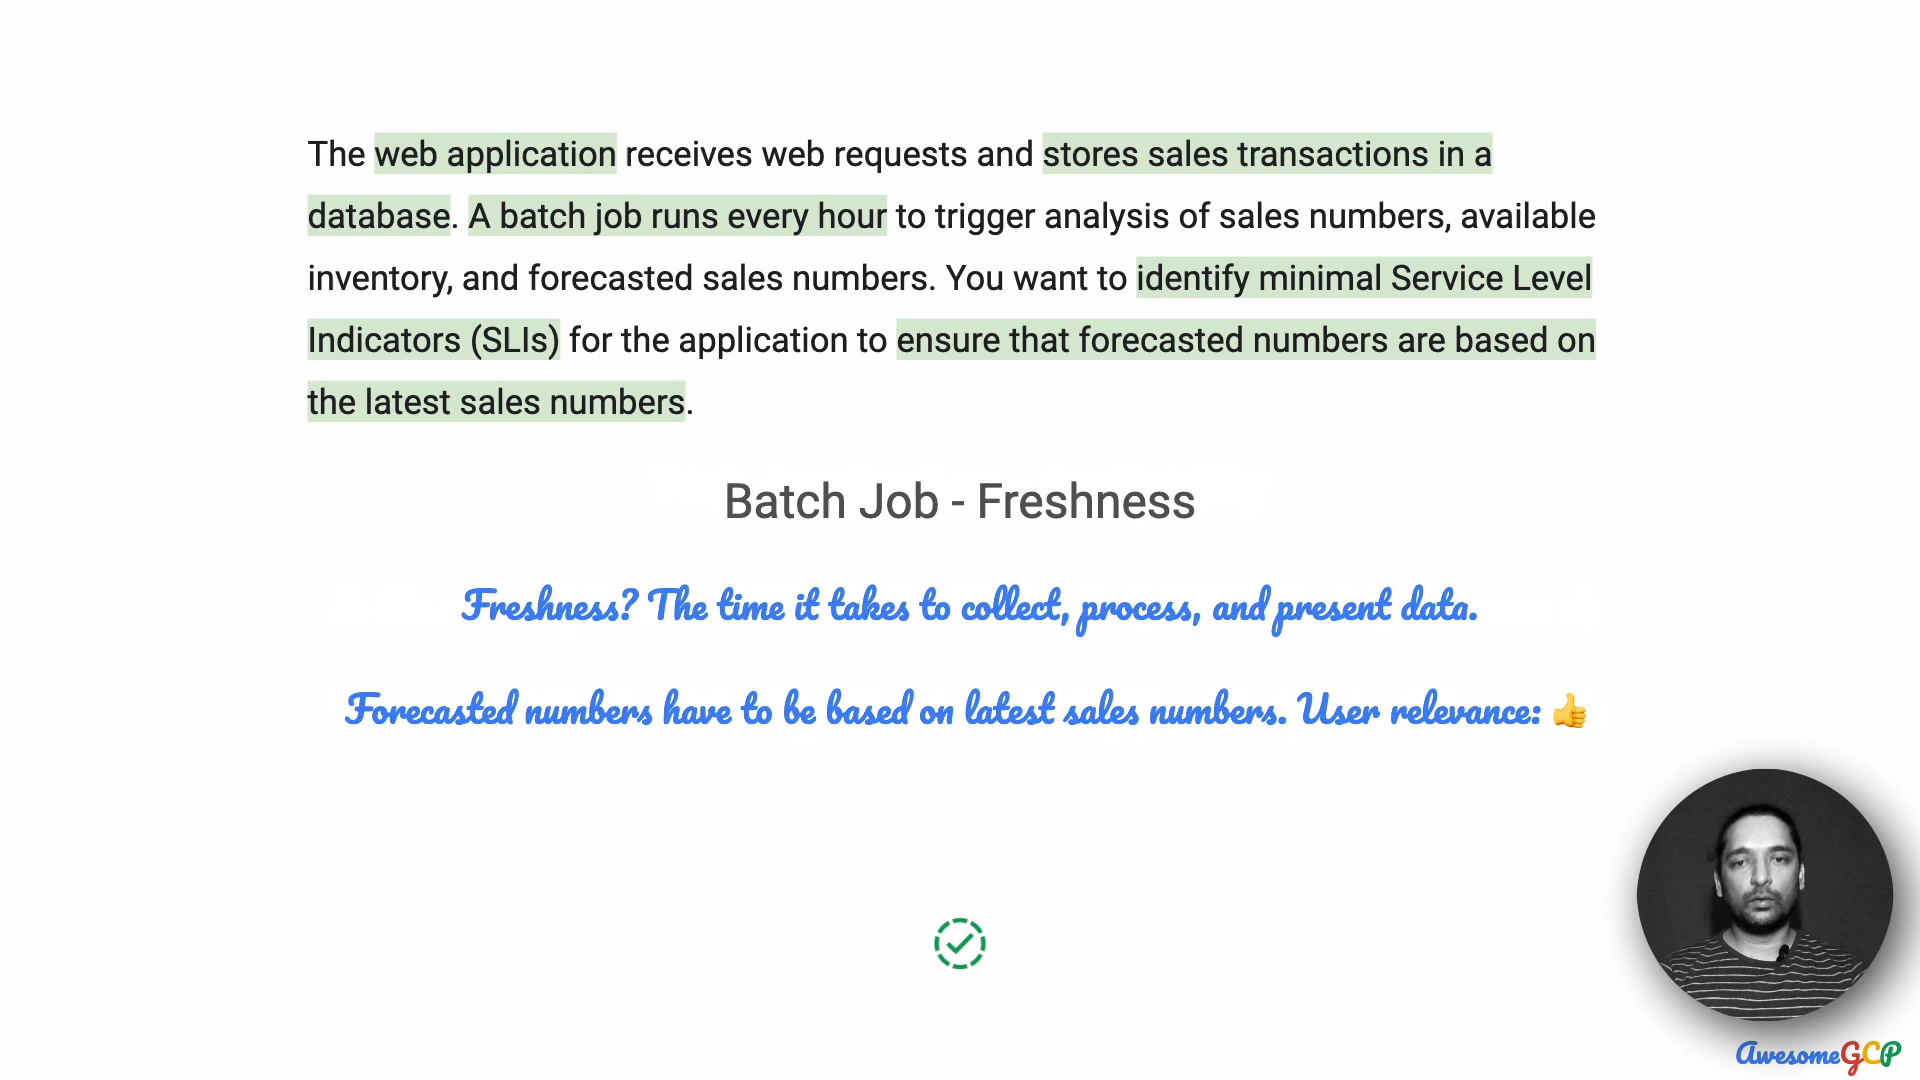 The web application receives web requests and stores sales transactions in a
database. A batch job runs every hour to trigger analysis of sales numbers, available
inventory, and forecasted sales numbers. You want to identify minimal Service Level
Indicators (SLIs) for the application to ensure that forecasted numbers are based on
the latest sales numbers.
Batch Job - Freshness
Freshness? The time it takes to collect, process, and present data.
Forecasted numbers have to be based on latest sales numbers. User relevance: 👍
AwesomeGCP